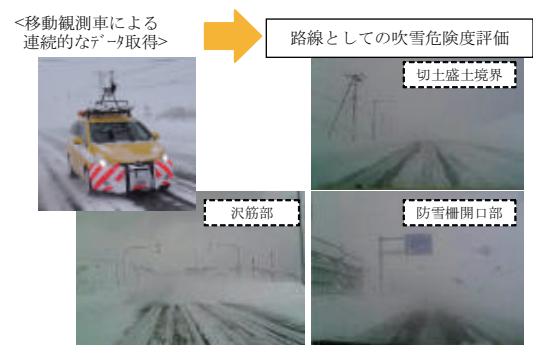 <移動観測車による
連続的なﾃﾞｰﾀ取得>
路線としての吹雪危険度評価
切土盛土境界
沢筋部
防雪柵開口部